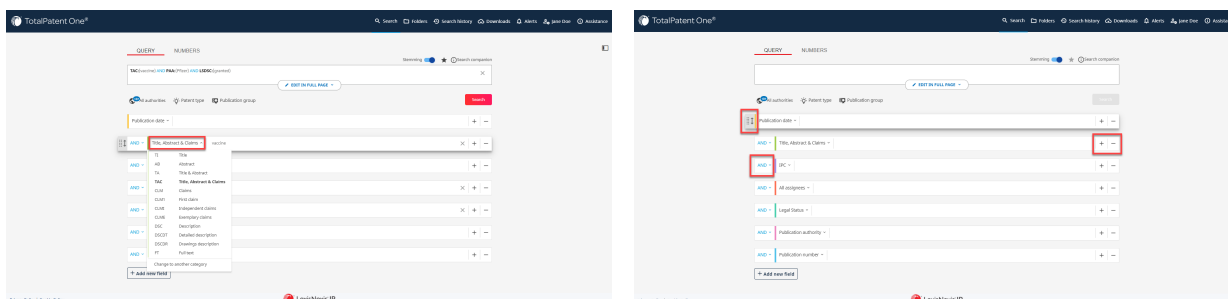 TotalPatent One®
Search Folders Search history Downloads Alerts Jane Doe Assistance
QUERY NUMBERS
Stemming Search companion
TAC:(vaccine) AND PAA:(Pfizer) AND LSDSC:(granted)
EDIT IN FULL PAGE
All authorities Patent type Publication group
Search
Publication date
AND Title, Abstract & Claims vaccine
TI Title
AB Abstract
AND
TA Title & Abstract
TAC Title, Abstract & Claims
AND
CLM Claims
CLM1 First claim
CLMI Independent claims
AND
CLME Exemplary claims
DSC Description
AND
DSCDT Detailed description
DSCDR Drawings description
AND
FT Full text
Change to another category
+ Add new field
LexisNexis IP
TotalPatent One®
Search Folders Search history Downloads Alerts Jane Doe Assistance
QUERY NUMBERS
Stemming Search companion
EDIT IN FULL PAGE
All authorities Patent type Publication group
Search
Publication date
AND Title, Abstract & Claims
AND IPC
AND All assignees
AND Legal Status
AND Publication authority
AND Publication number
+ Add new field
LexisNexis IP